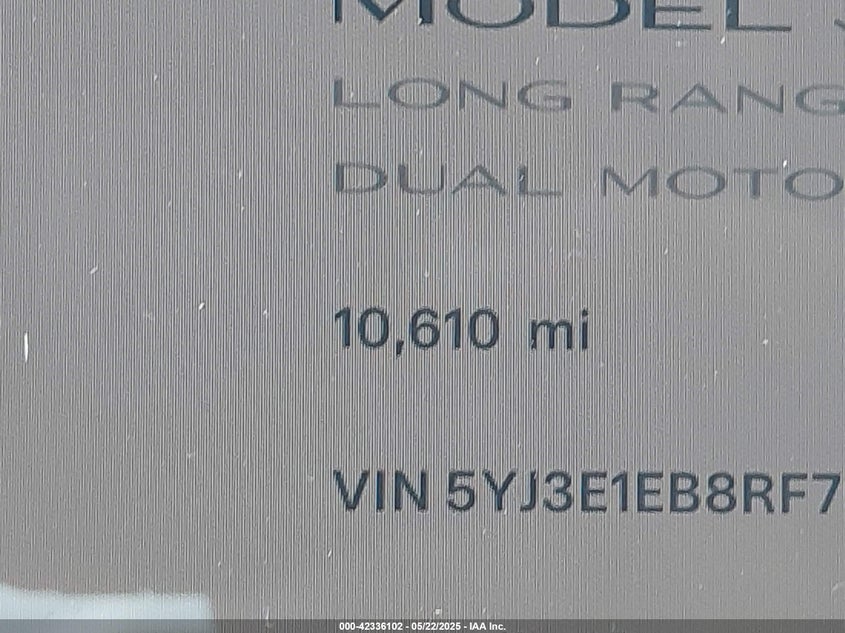 MODEL
LONG RANG
DUAL MOTO
10,610 mi
VIN 5YJ3E1EB8RF7
000-42336102 - 05/22/2025 - IAA Inc.